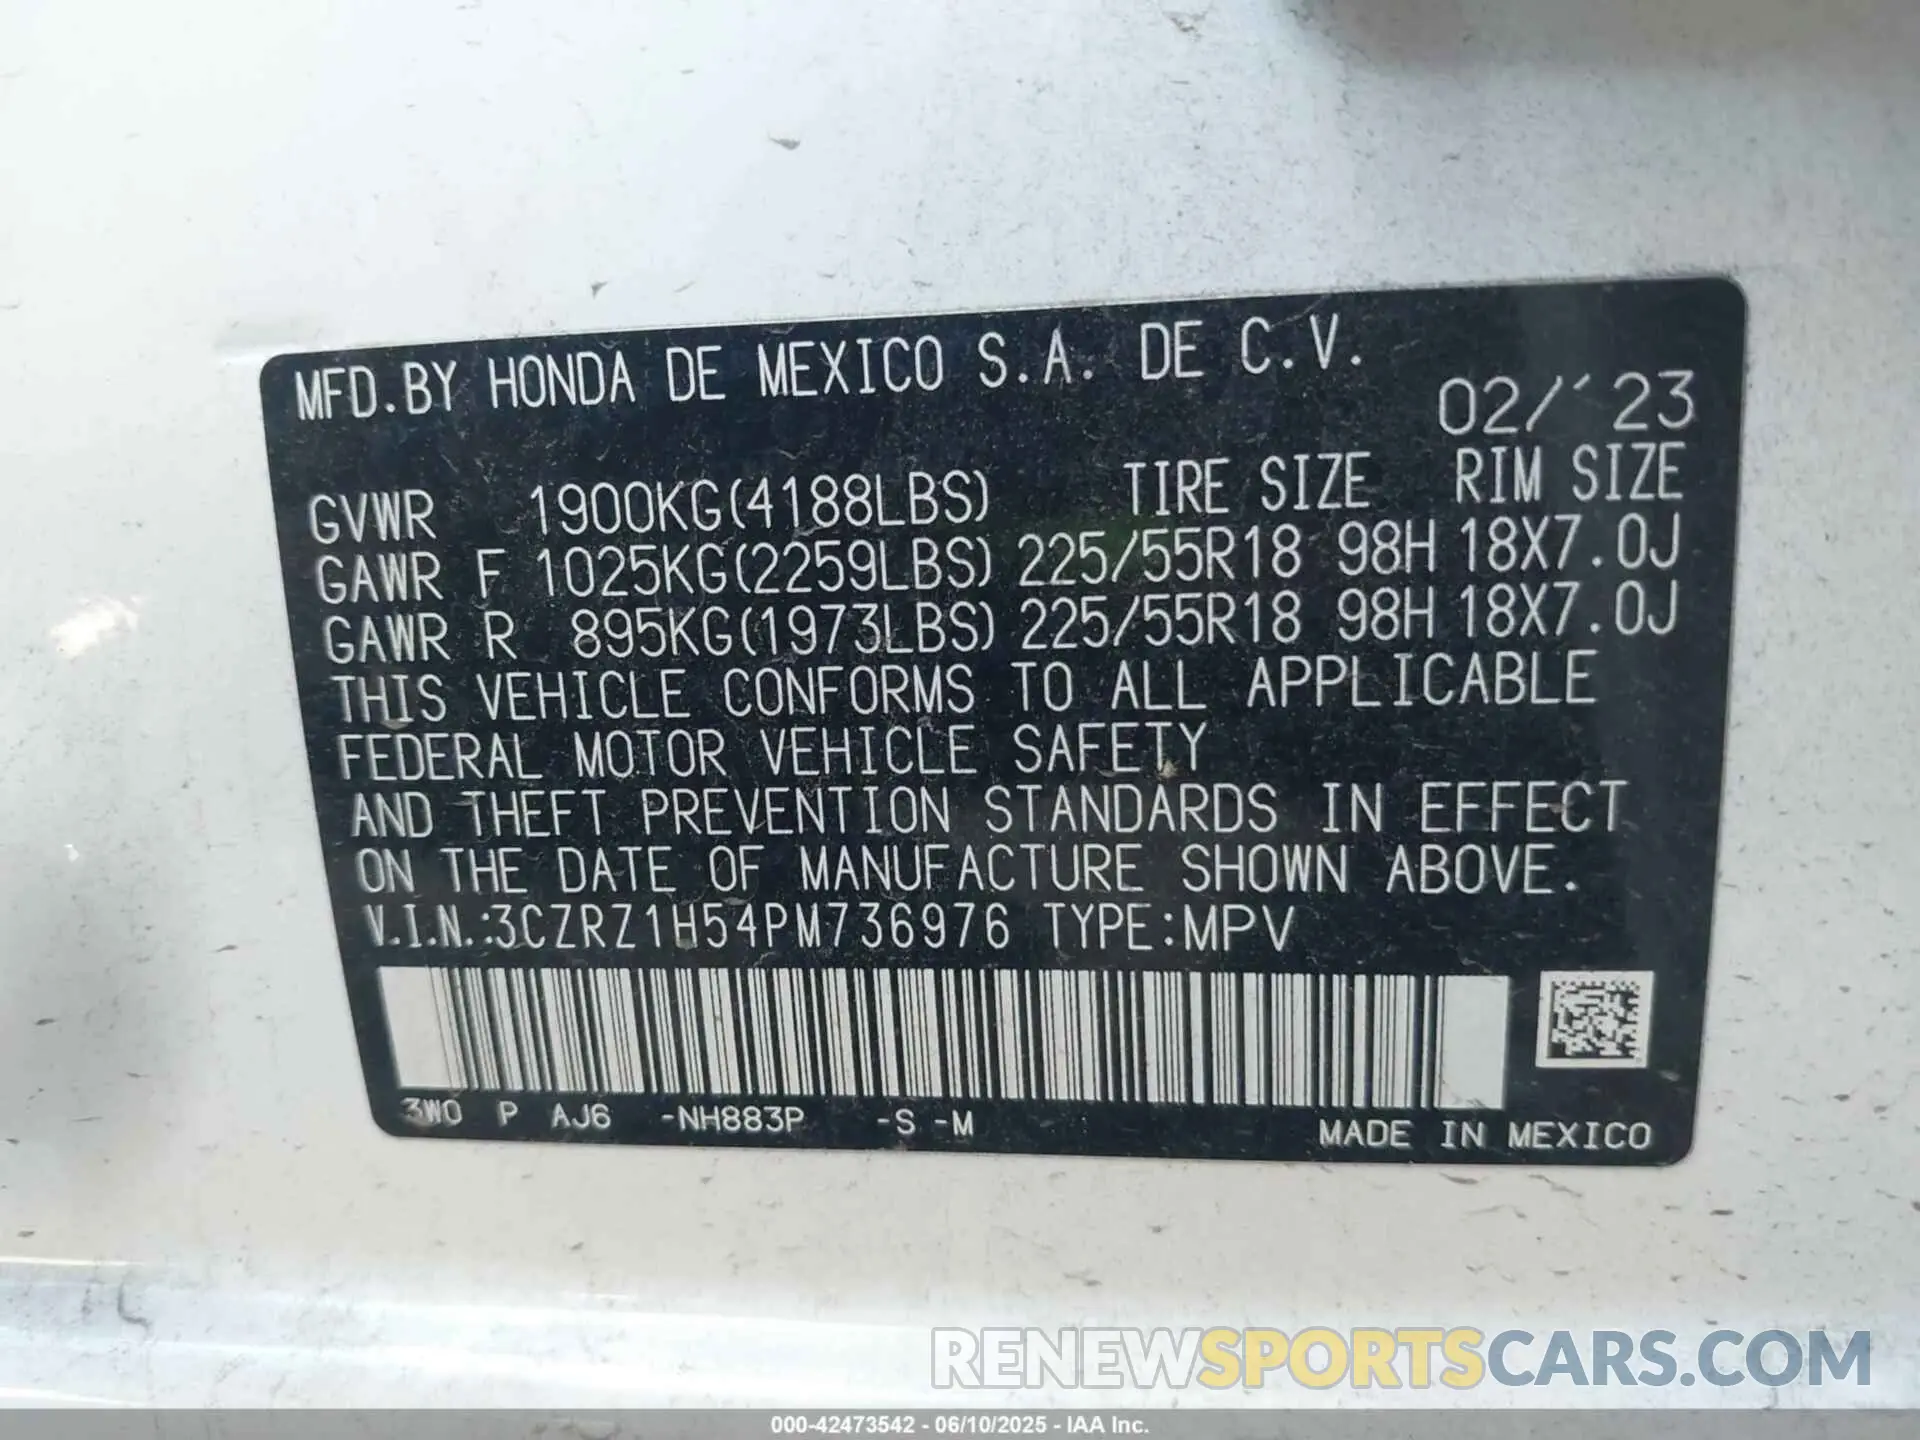 MFD.BY HONDA DE MEXICO S.A. DE C.V.
02/'23
GVWR 1900KG(4188LBS) TIRE SIZE RIM SIZE
GAWR F 1025KG(2259LBS) 225/55R18 98H 18X7.0J
GAWR R 895KG(1973LBS) 225/55R18 98H 18X7.0J
THIS VEHICLE CONFORMS TO ALL APPLICABLE
FEDERAL MOTOR VEHICLE SAFETY
AND THEFT PREVENTION STANDARDS IN EFFECT
ON THE DATE OF MANUFACTURE SHOWN ABOVE.
V.I.N.:3CZRZ1H54PM736976 TYPE:MPV
3W0 P AJ6 -NH883P -S -M
MADE IN MEXICO
RENEWSPORTSCARS.COM
000-42473542 - 06/10/2025 - IAA Inc.